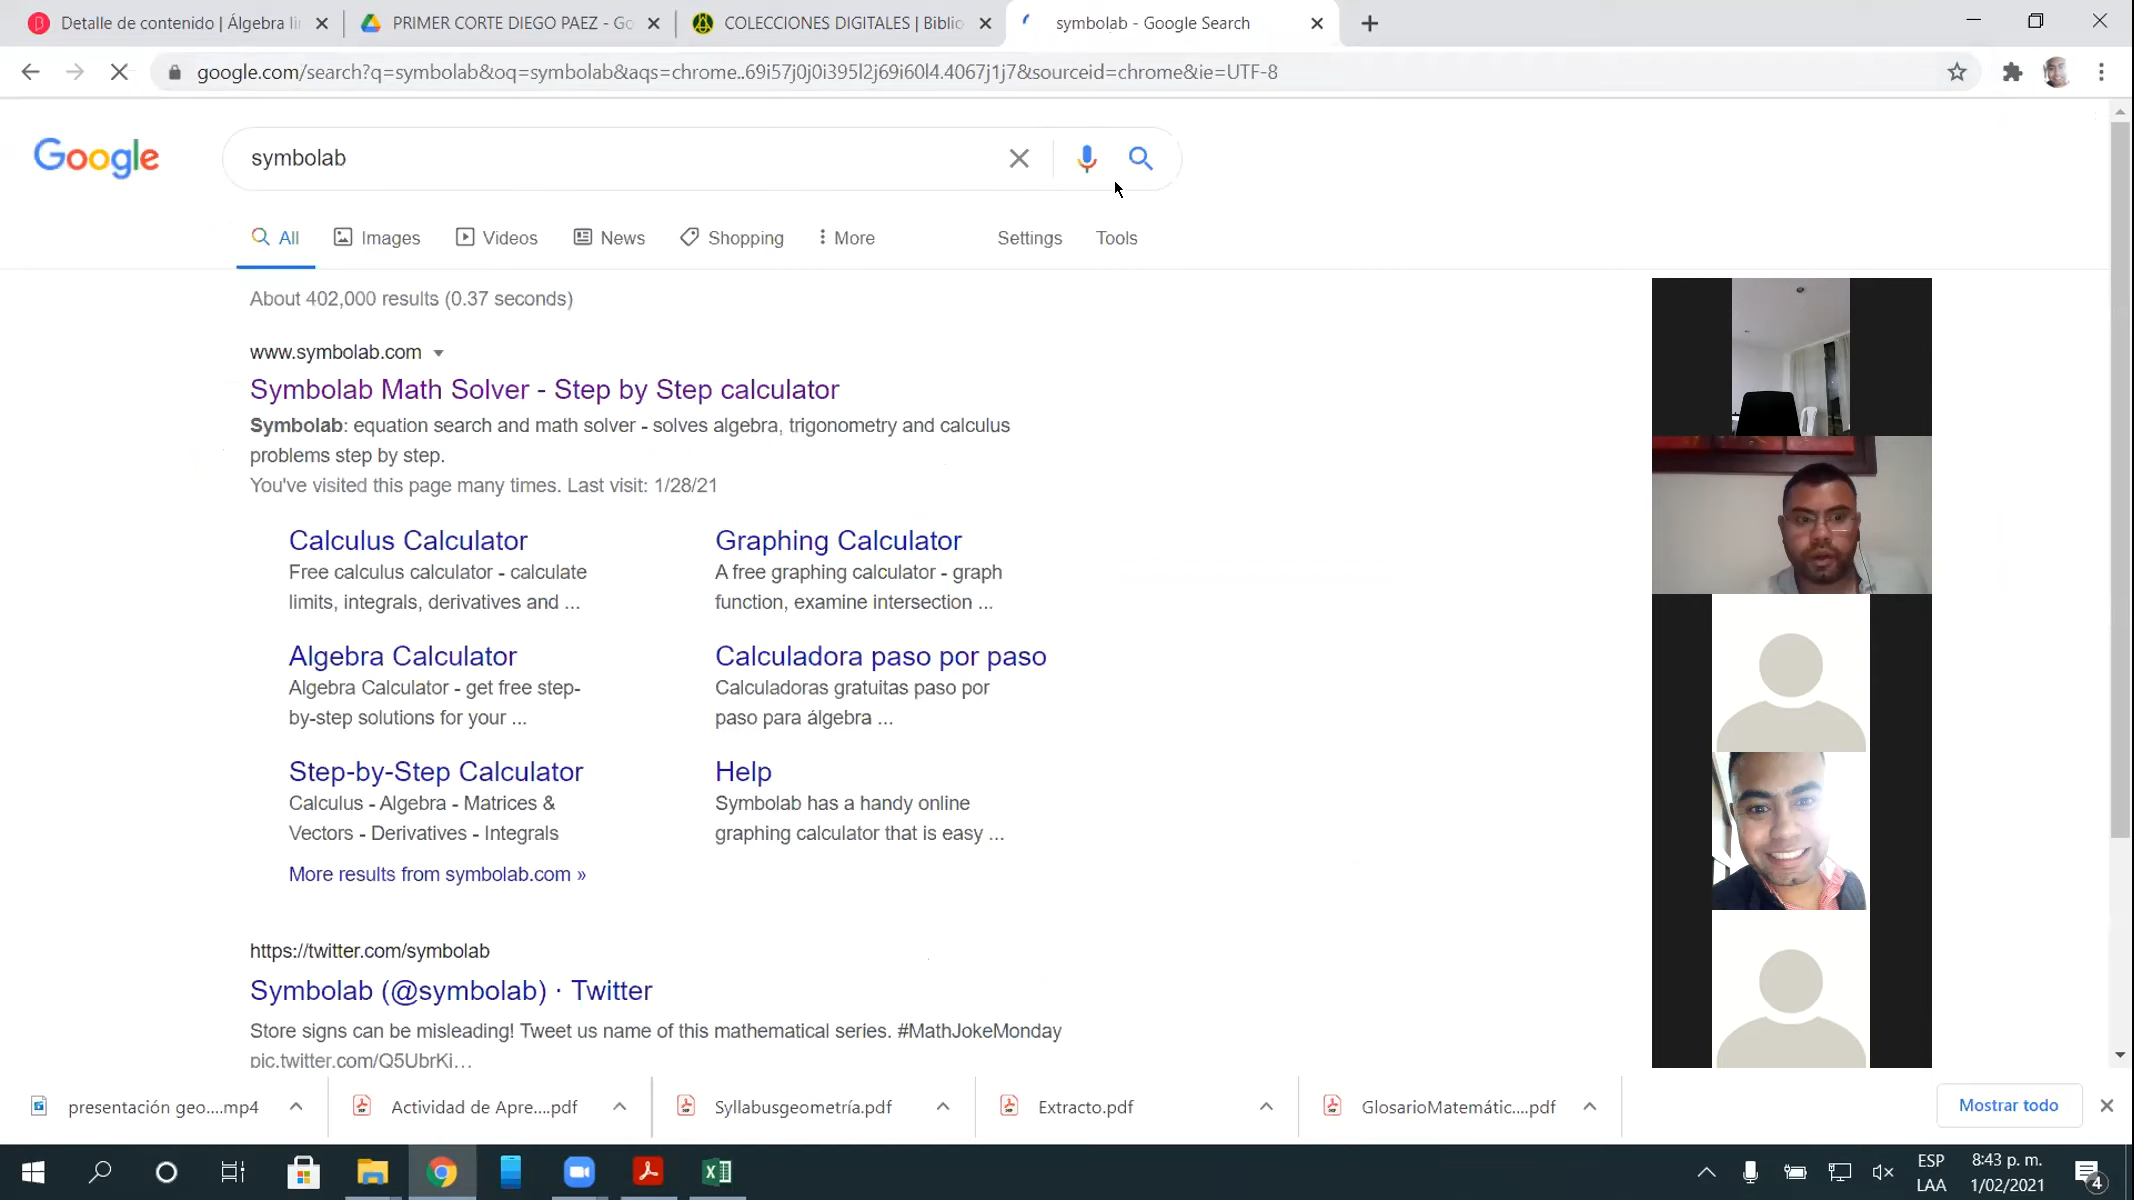 Detalle de contenido | Álgebra li
PRIMER CORTE DIEGO PAEZ - Go
COLECCIONES DIGITALES | Biblio
symbolab - Google Search
google.com/search?q=symbolab&oq=symbolab&aqs=chrome..69i57j0j0i395l2j69i60l4.4067j1j7&sourceid=chrome&ie=UTF-8
Google
symbolab
All
Images
Videos
News
Shopping
More
Settings
Tools
About 402,000 results (0.37 seconds)
www.symbolab.com
Symbolab Math Solver - Step by Step calculator
Symbolab: equation search and math solver - solves algebra, trigonometry and calculus
problems step by step.
You've visited this page many times. Last visit: 1/28/21
Calculus Calculator
Free calculus calculator - calculate
limits, integrals, derivatives and ...
Graphing Calculator
A free graphing calculator - graph
function, examine intersection ...
Algebra Calculator
Algebra Calculator - get free step-
by-step solutions for your ...
Calculadora paso por paso
Calculadoras gratuitas paso por
paso para álgebra ...
Step-by-Step Calculator
Calculus - Algebra - Matrices &
Vectors - Derivatives - Integrals
Help
Symbolab has a handy online
graphing calculator that is easy ...
More results from symbolab.com »
https://twitter.com/symbolab
Symbolab (@symbolab) · Twitter
Store signs can be misleading! Tweet us name of this mathematical series. #MathJokeMonday
pic.twitter.com/Q5UbrKi…
presentación geo....mp4
Actividad de Apre....pdf
Syllabusgeometría.pdf
Extracto.pdf
GlosarioMatemátic....pdf
Mostrar todo
ESP
LAA
8:43 p. m.
1/02/2021
4